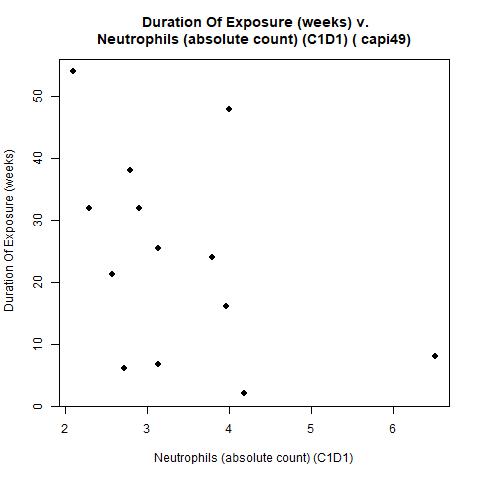 Duration Of Exposure (weeks) v.
Neutrophils (absolute count) (C1D1) ( capi49)
Duration Of Exposure (weeks)
50
40
30
20
10
0
2 3 4 5 6
Neutrophils (absolute count) (C1D1)